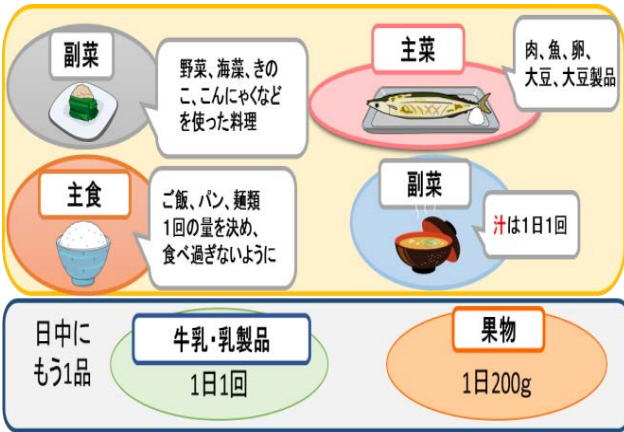 副菜
野菜、海藻、きの
こ、こんにゃくなど
を使った料理
主菜
肉、魚、卵、
大豆、大豆製品
主食
ご飯、パン、麺類
1回の量を決め、
食べ過ぎないように
副菜
汁は1日1回
日中に
もう1品
牛乳・乳製品
1日1回
果物
1日200g